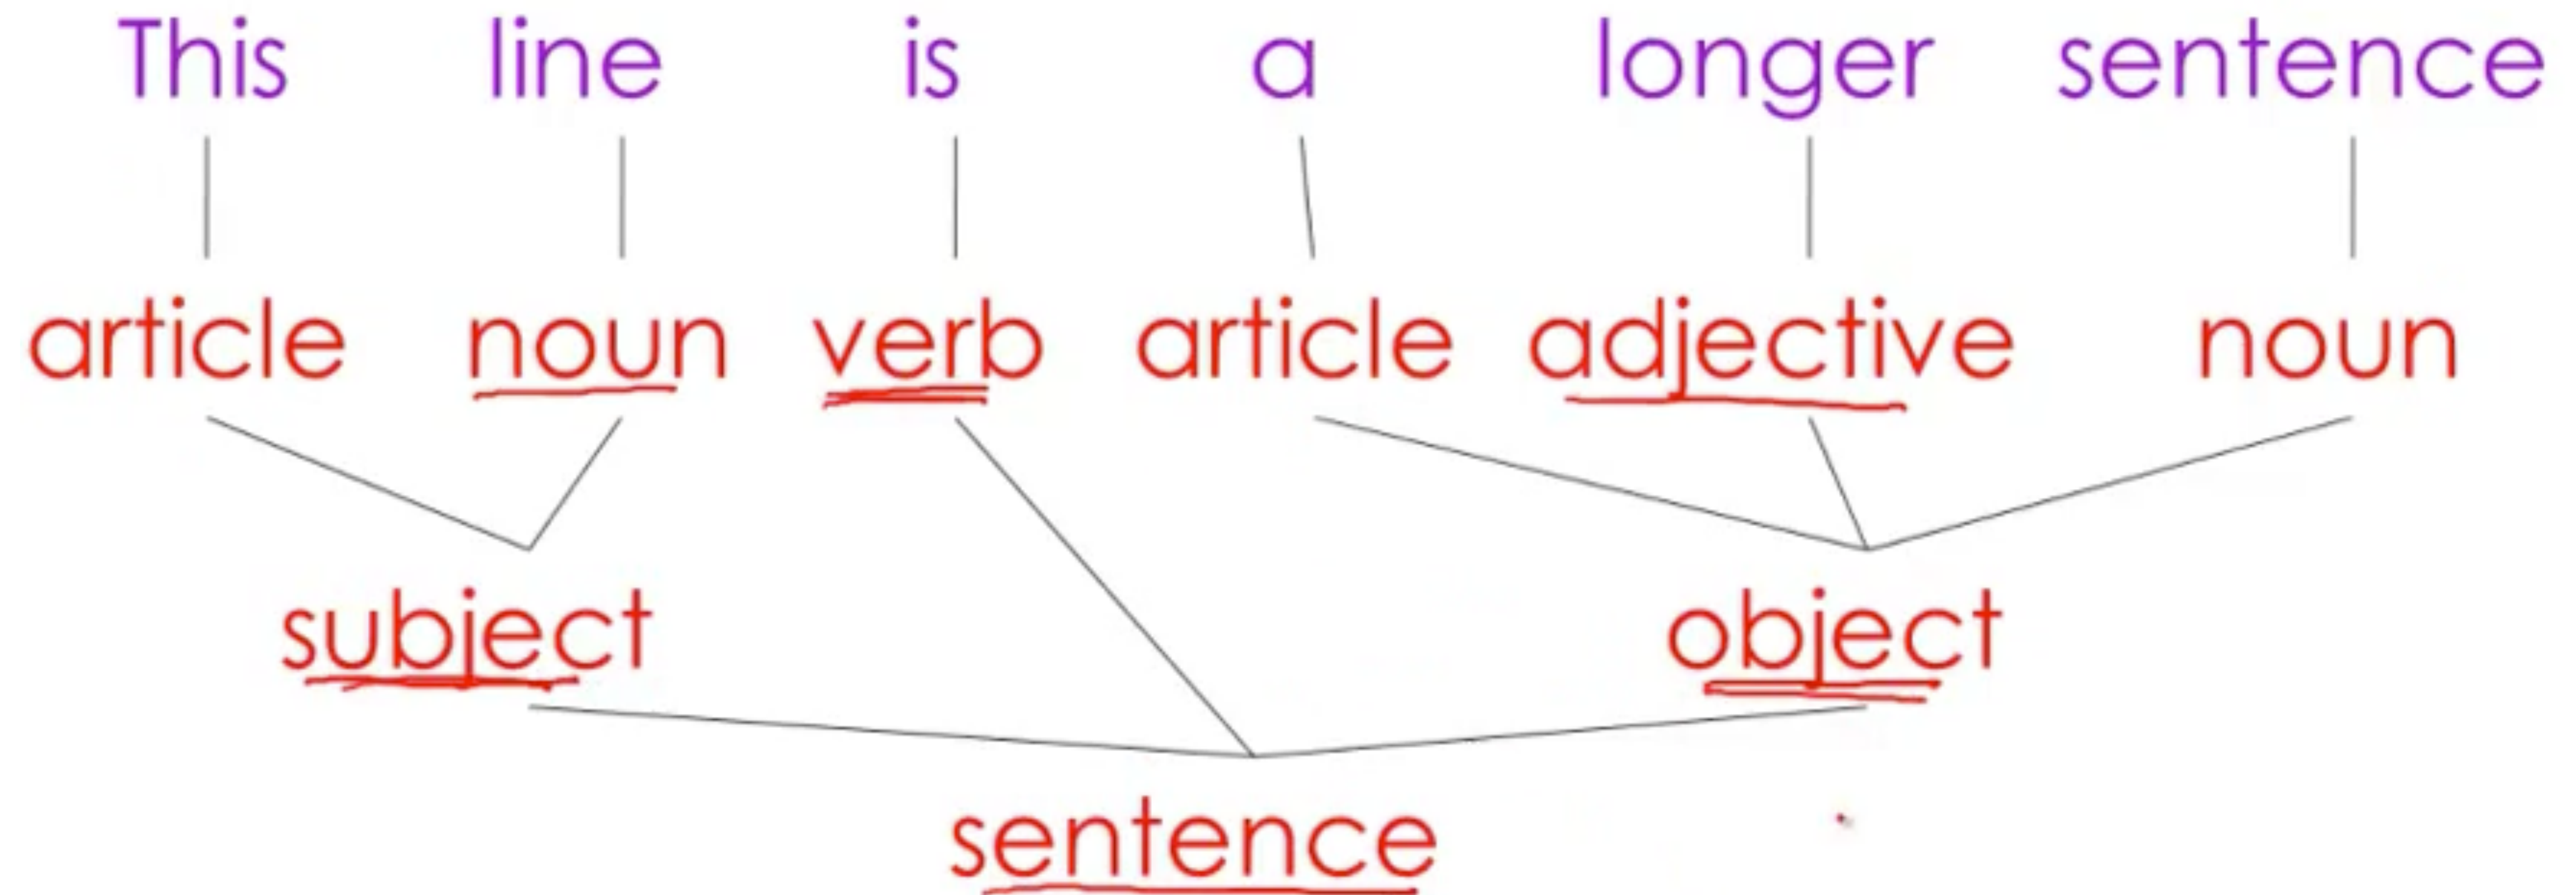 This line is a longer sentence
article noun verb article adjective noun
subject object
sentence